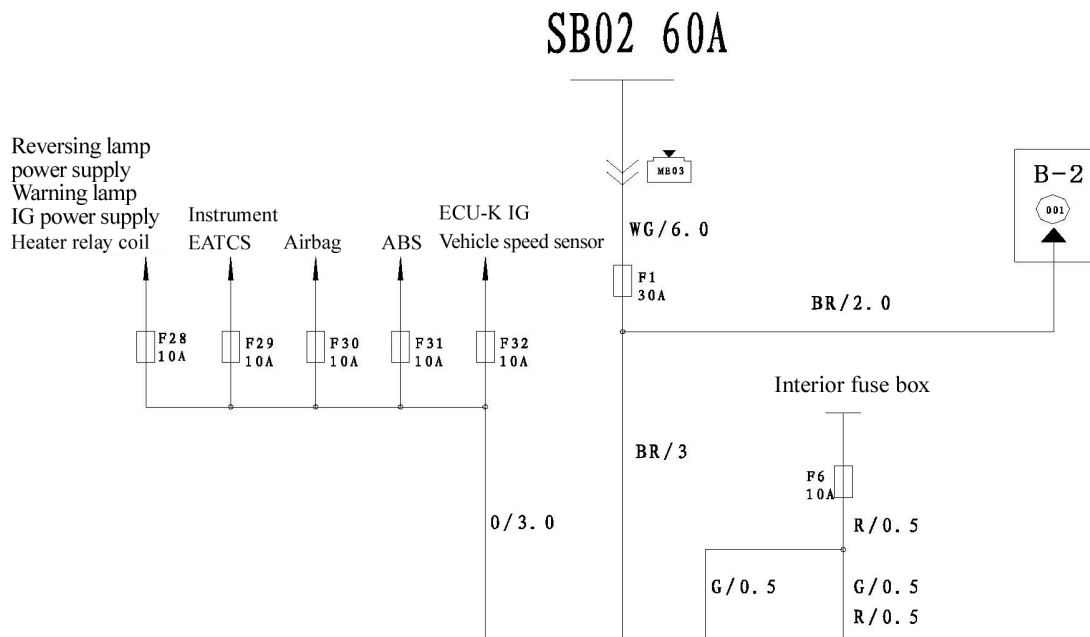 SB02 60A
Reversing lamp
power supply
Warning lamp
IG power supply
Heater relay coil
Instrument
EATCS
Airbag
ABS
ECU-K IG
Vehicle speed sensor
ME03
B-2
001
WG/6.0
F1
30A
BR/2.0
F28
10A
F29
10A
F30
10A
F31
10A
F32
10A
Interior fuse box
BR/3
F6
10A
O/3.0
R/0.5
G/0.5
G/0.5
R/0.5